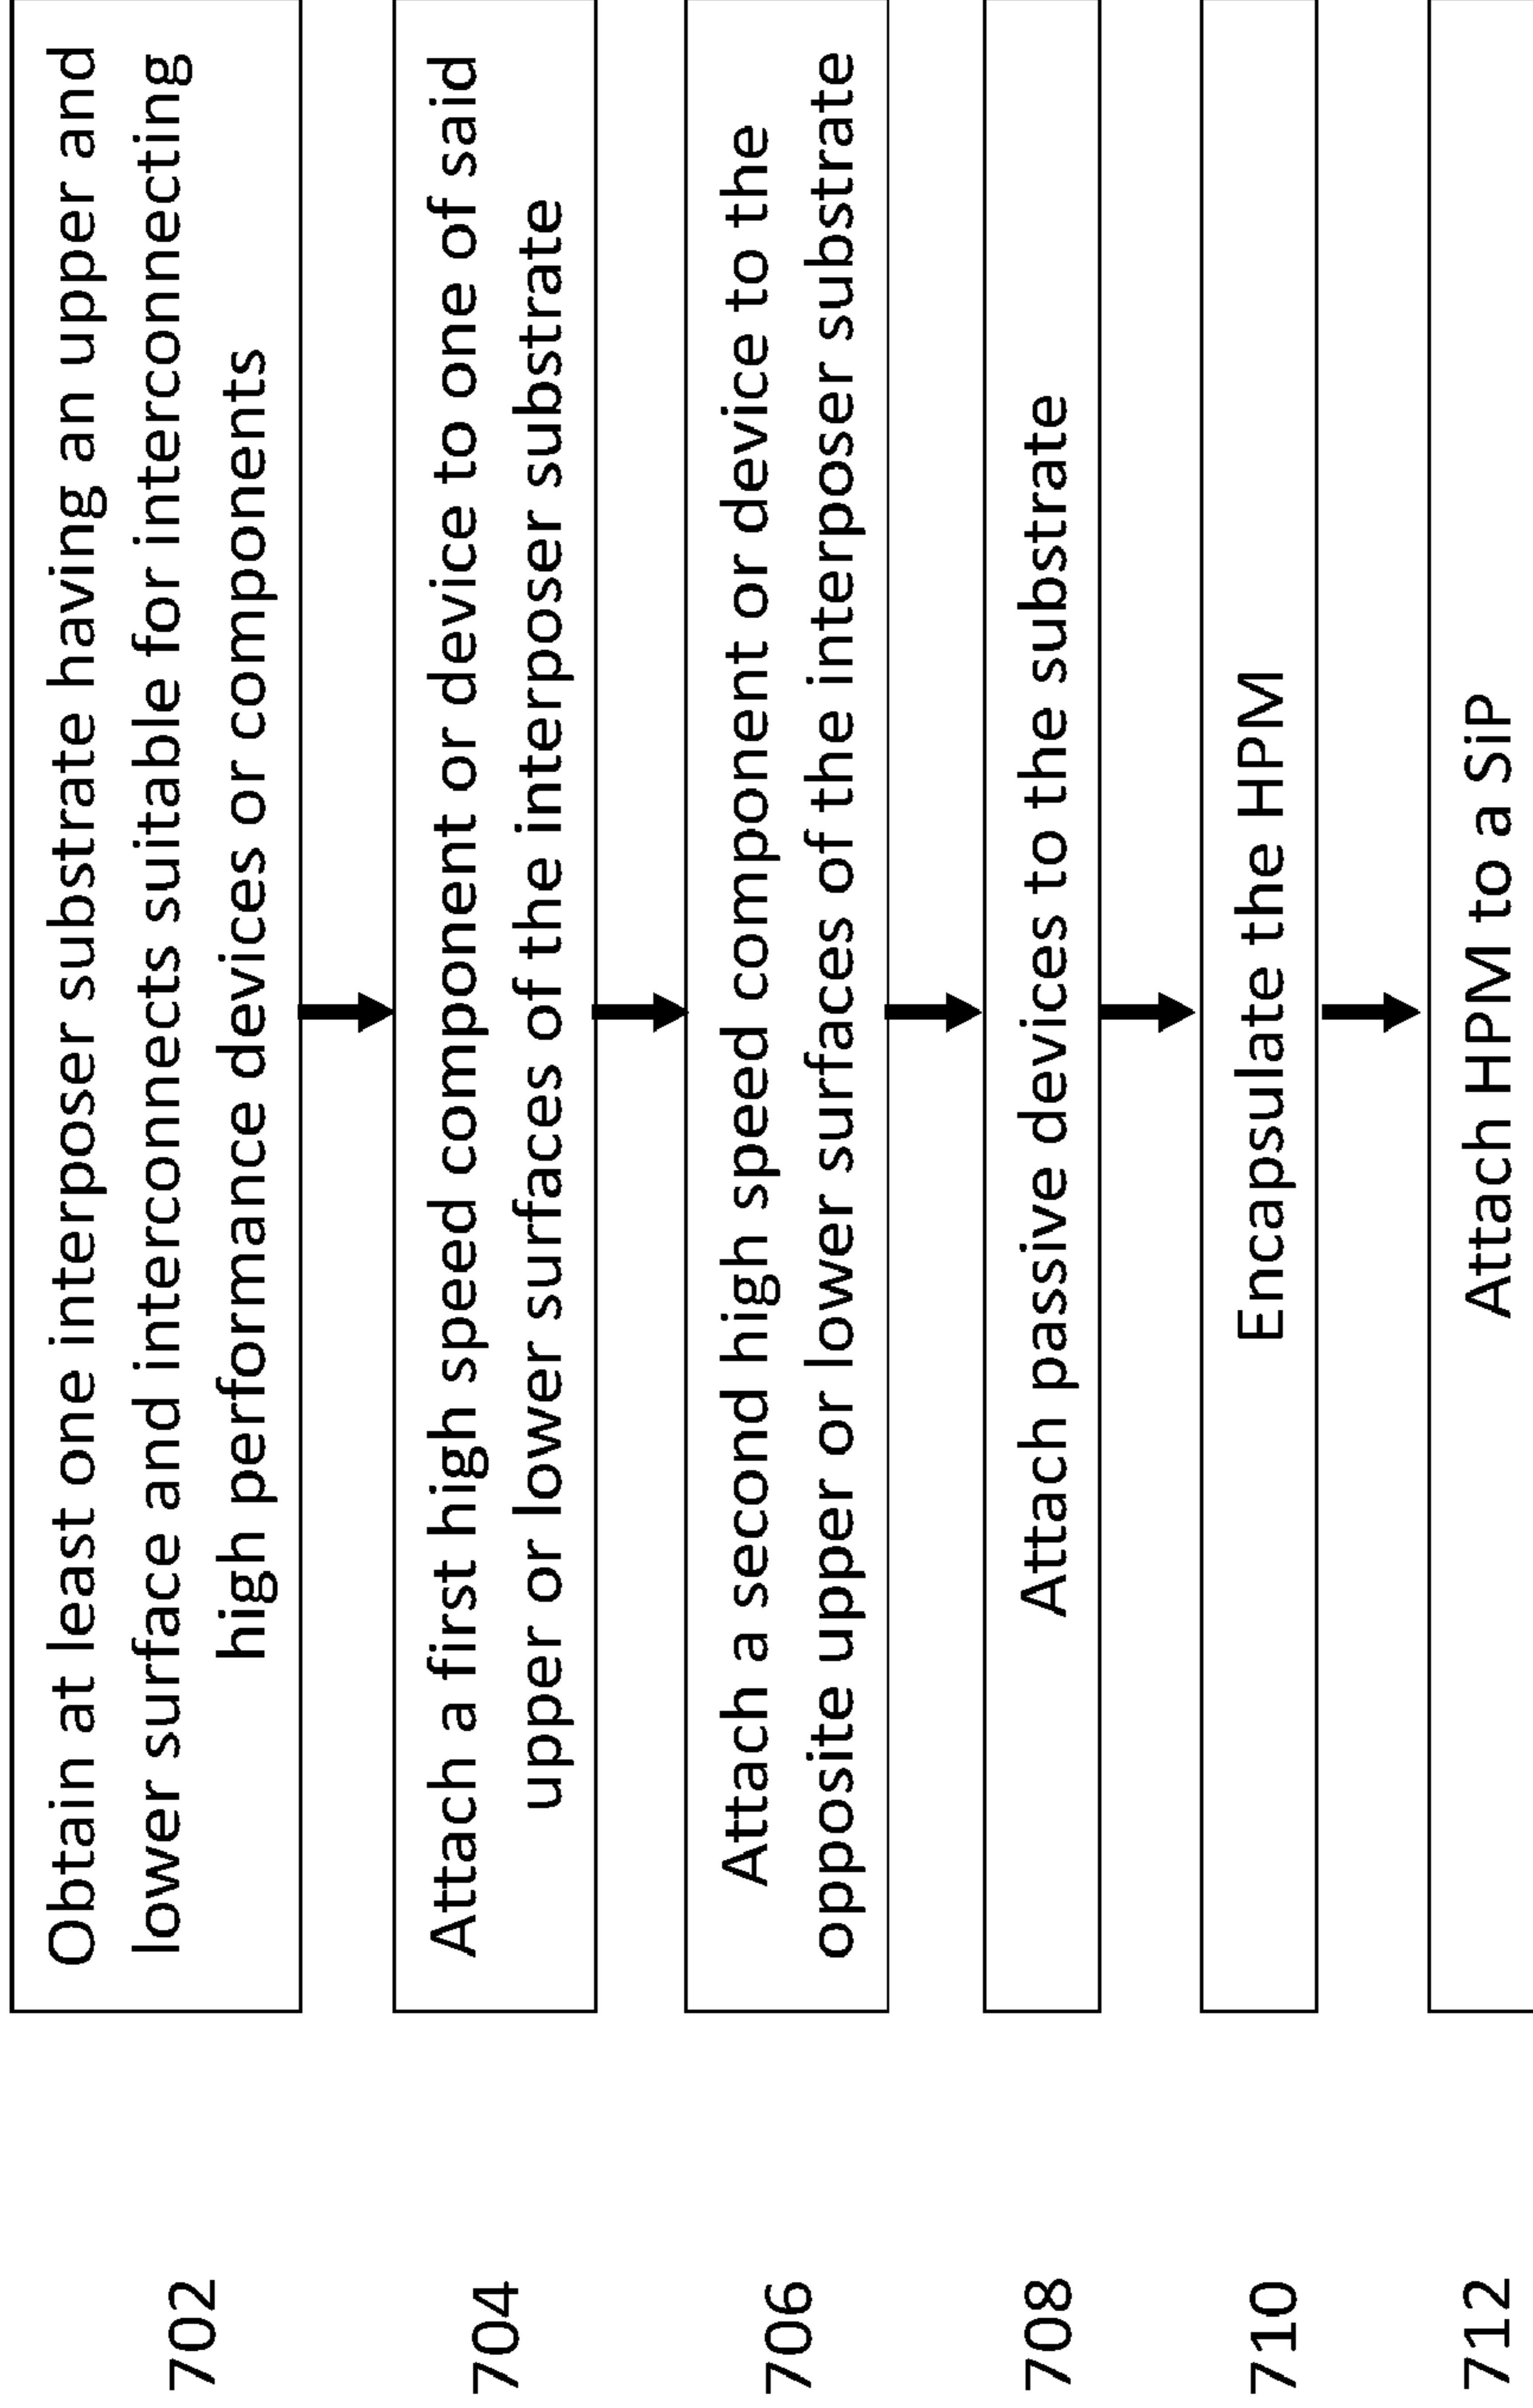 702
Obtain at least one interposer substrate having an upper and
lower surface and interconnects suitable for interconnecting
high performance devices or components
704
Attach a first high speed component or device to one of said
upper or lower surfaces of the interposer substrate
706
Attach a second high speed component or device to the
opposite upper or lower surfaces of the interposer substrate
708
Attach passive devices to the substrate
710
Encapsulate the HPM
712
Attach HPM to a SiP